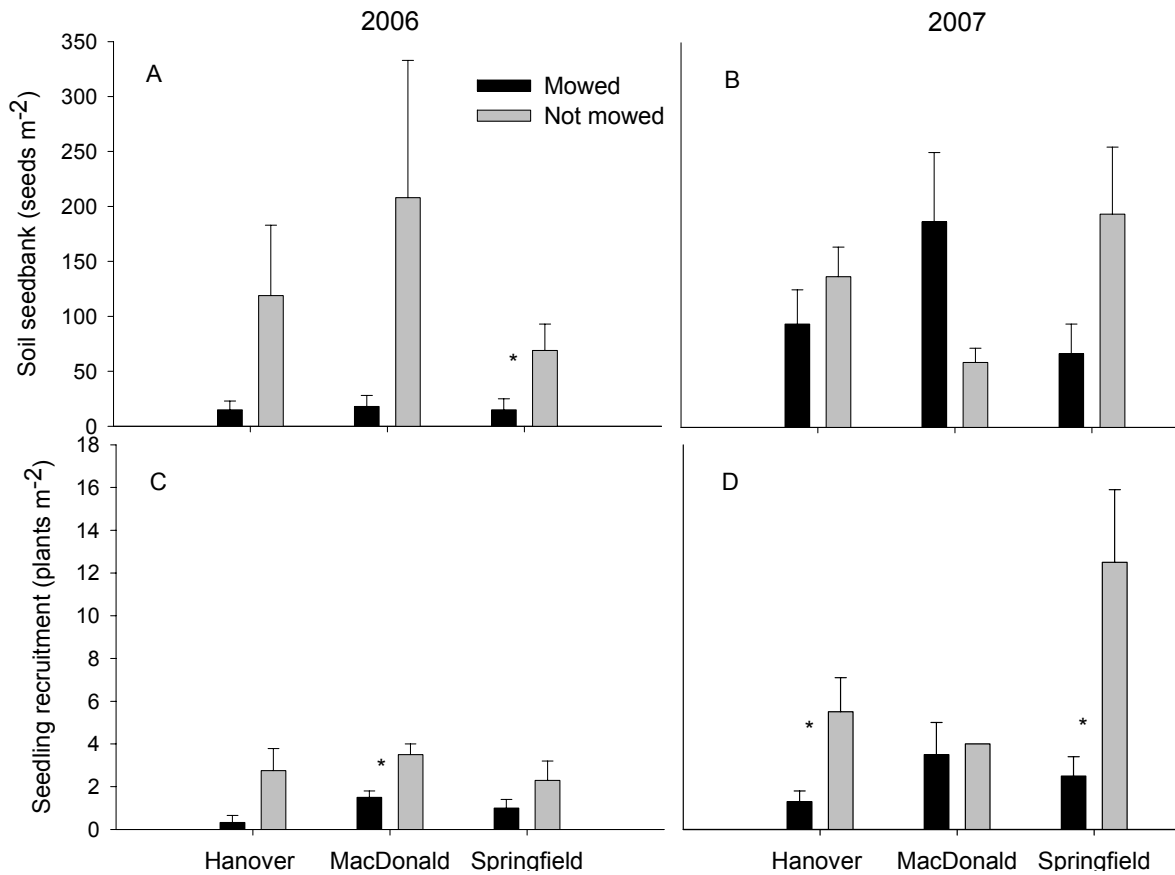 2006
2007
350
300
250
200
150
100
50
0
Soil seedbank (seeds m-2)
A
Mowed
Not mowed
*
B
18
16
14
12
10
8
6
4
2
0
Seedling recruitment (plants m-2)
C
*
D
*
*
Hanover MacDonald Springfield
Hanover MacDonald Springfield